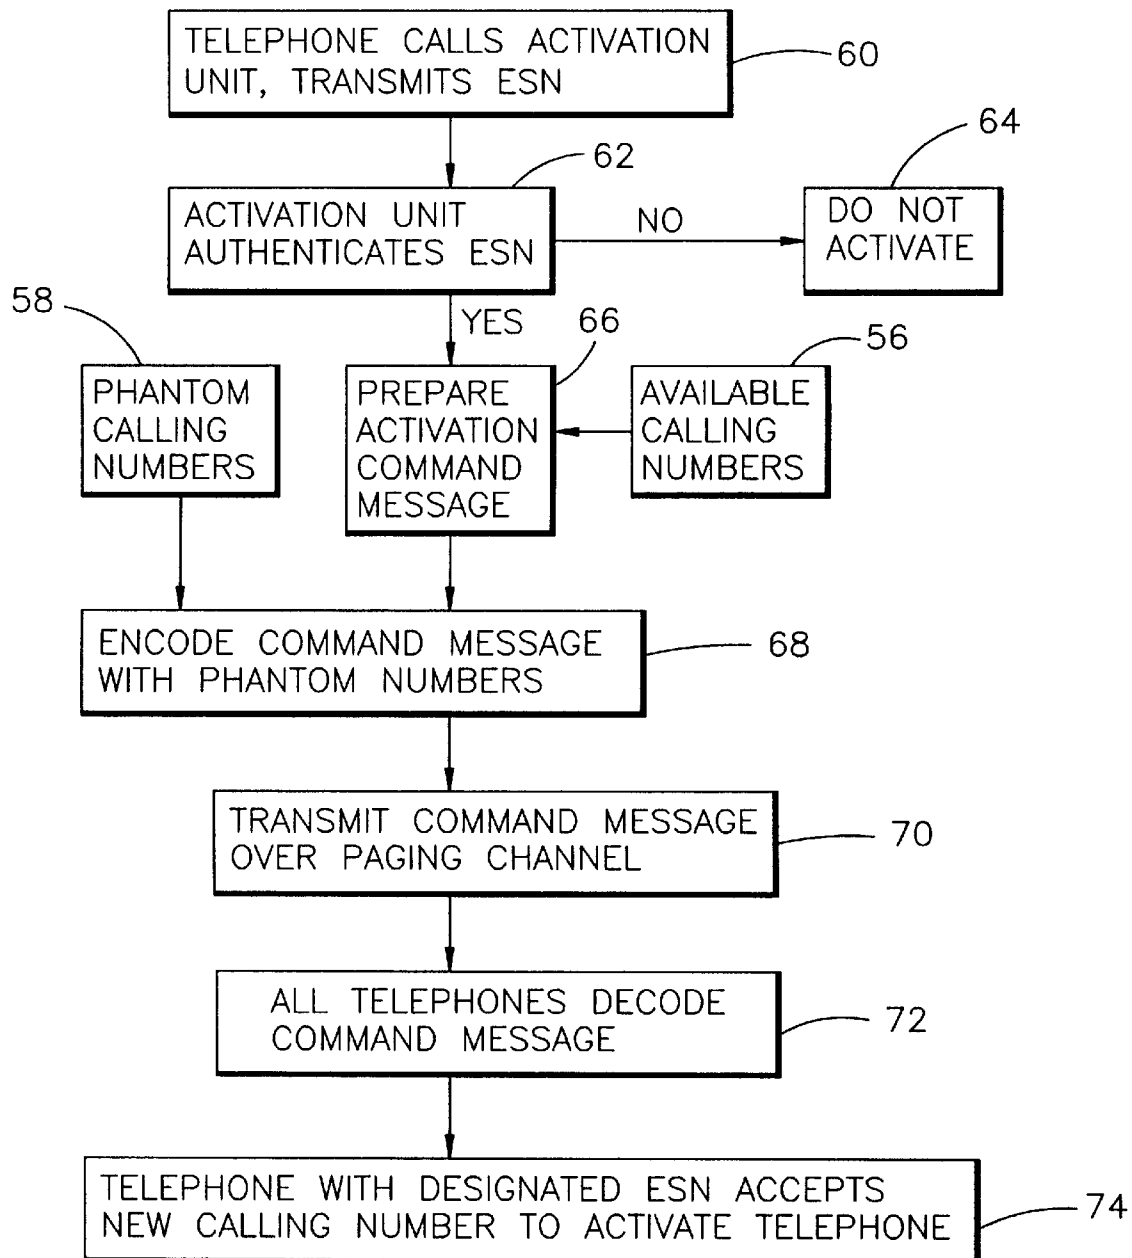 TELEPHONE CALLS ACTIVATION
UNIT, TRANSMITS ESN
60
62
64
ACTIVATION UNIT
AUTHENTICATES ESN
NO
DO NOT
ACTIVATE
58
YES
66
56
PHANTOM
CALLING
NUMBERS
PREPARE
ACTIVATION
COMMAND
MESSAGE
AVAILABLE
CALLING
NUMBERS
ENCODE COMMAND MESSAGE
WITH PHANTOM NUMBERS
68
TRANSMIT COMMAND MESSAGE
OVER PAGING CHANNEL
70
ALL TELEPHONES DECODE
COMMAND MESSAGE
72
TELEPHONE WITH DESIGNATED ESN ACCEPTS
NEW CALLING NUMBER TO ACTIVATE TELEPHONE
74